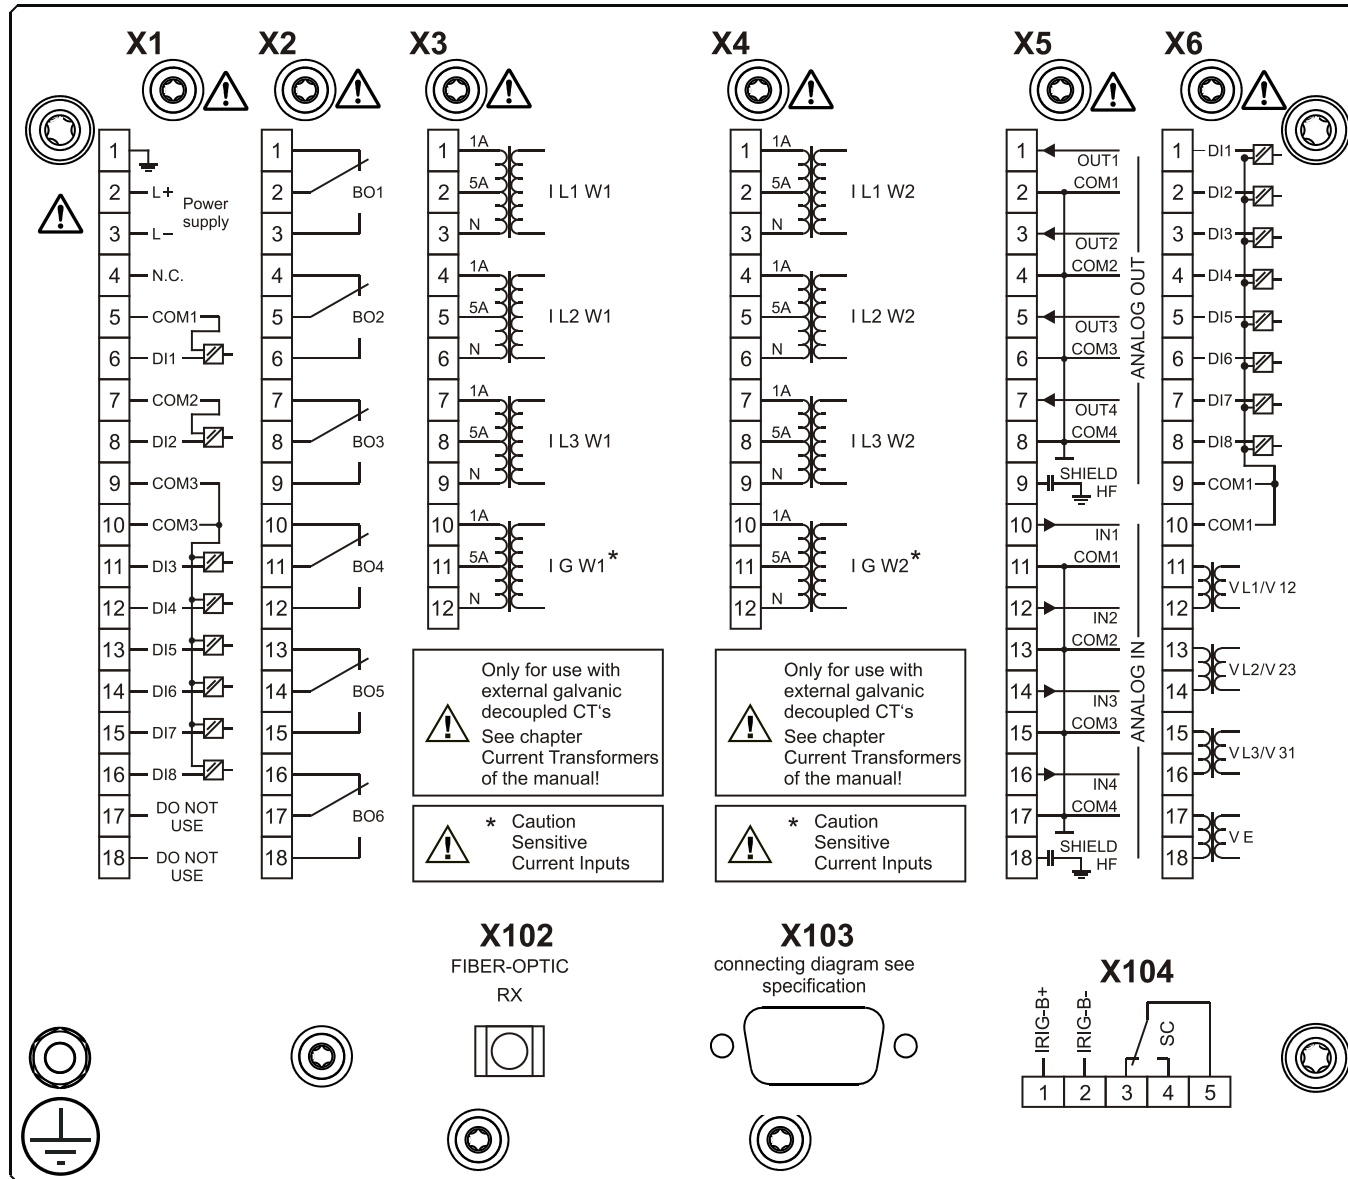 X1
X2
X3
X4
X5
X6
1
2 L+
3 L–
Power
supply
4 N.C.
5 COM1
6 DI1
7 COM2
8 DI2
9 COM3
10 COM3
11 DI3
12 DI4
13 DI5
14 DI6
15 DI7
16 DI8
17 DO NOT
USE
18 DO NOT
USE
1
2 BO1
3
4
5 BO2
6
7
8 BO3
9
10
11 BO4
12
13
14 BO5
15
16
17 BO6
18
1 1A
2 5A I L1 W1
3 N
4 1A
5 5A I L2 W1
6 N
7 1A
8 5A I L3 W1
9 N
10 1A
11 5A I G W1*
12 N
Only for use with
external galvanic
decoupled CT‘s
See chapter
Current Transformers
of the manual!
* Caution
Sensitive
Current Inputs
1 1A
2 5A I L1 W2
3 N
4 1A
5 5A I L2 W2
6 N
7 1A
8 5A I L3 W2
9 N
10 1A
11 5A I G W2*
12 N
Only for use with
external galvanic
decoupled CT‘s
See chapter
Current Transformers
of the manual!
* Caution
Sensitive
Current Inputs
1 OUT1
2 COM1
3 OUT2
4 COM2
5 OUT3
6 COM3
7 OUT4
8 COM4
9 SHIELD
HF
ANALOG OUT
10 IN1
11 COM1
12 IN2
13 COM2
14 IN3
15 COM3
16 IN4
17 COM4
18 SHIELD
HF
ANALOG IN
1 DI1
2 DI2
3 DI3
4 DI4
5 DI5
6 DI6
7 DI7
8 DI8
9 COM1
10 COM1
11
12
V L1/V 12
13
14
V L2/V 23
15
16
V L3/V 31
17
18
V E
X102
FIBER-OPTIC
RX
X103
connecting diagram see
specification
X104
IRIG-B+
IRIG-B-
SC
1 2 3 4 5